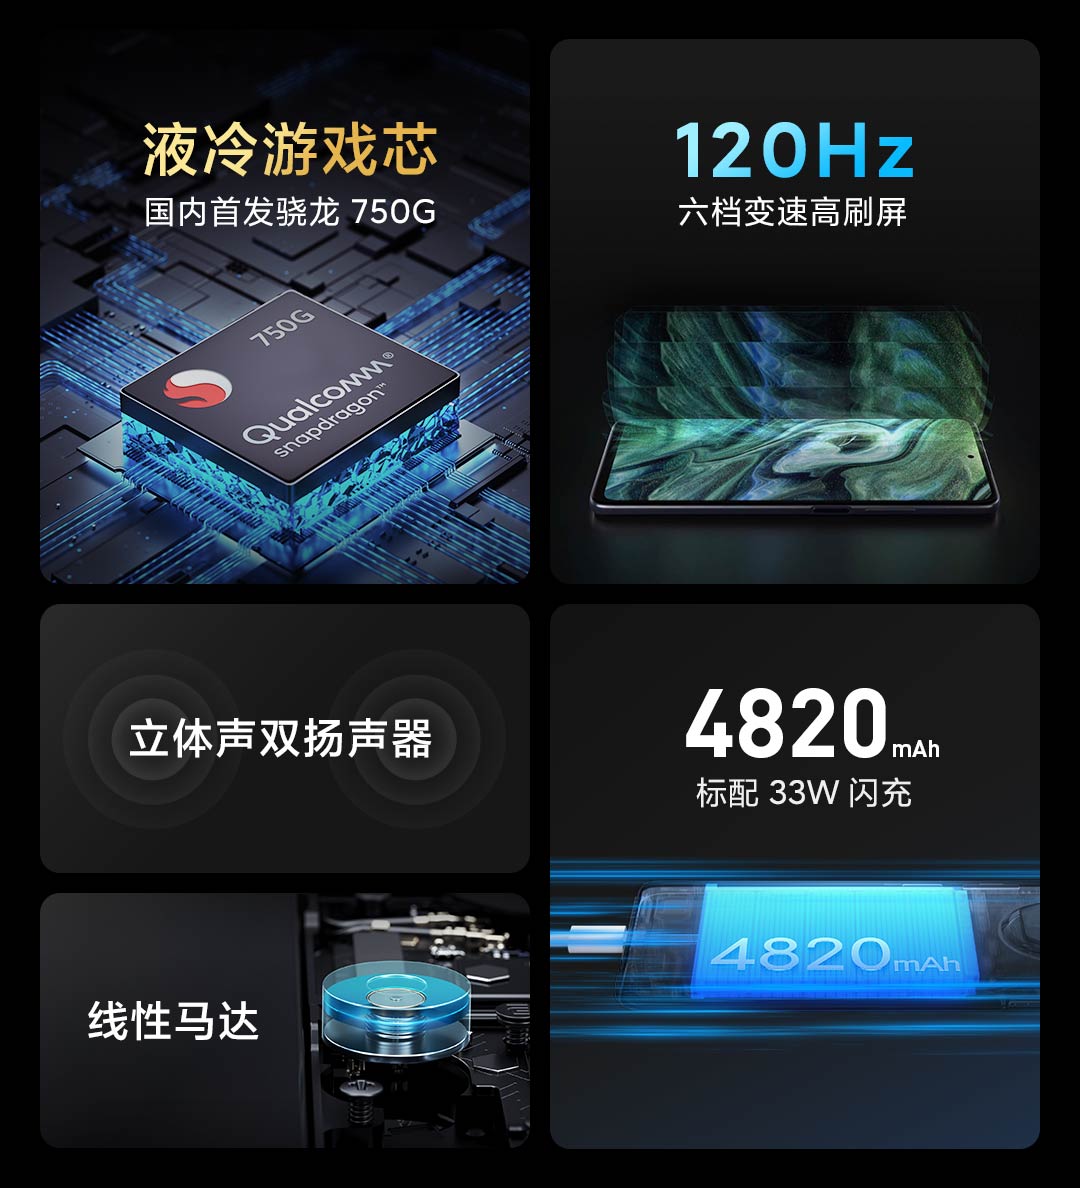 液冷游戏芯
国内首发骁龙 750G
750G
Qualcomm®
snapdragon™
120Hz
六档变速高刷屏
立体声双扬声器
4820 mAh
标配 33W 闪充
4820mAh
线性马达